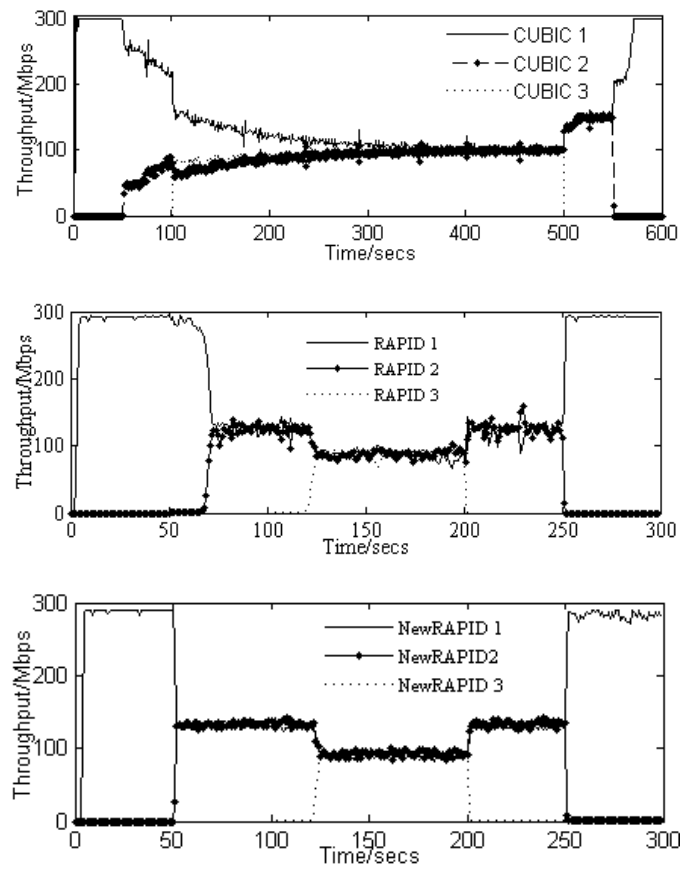 300
200
100
0
Throughput/Mbps
CUBIC 1
CUBIC 2
CUBIC 3
0 100 200 300 400 500 600
Time/secs
300
200
100
0
Throughput/Mbps
RAPID 1
RAPID 2
RAPID 3
0 50 100 150 200 250 300
Time/secs
300
200
100
0
Throughput/Mbps
NewRAPID 1
NewRAPID2
NewRAPID 3
0 50 100 150 200 250 300
Time/secs